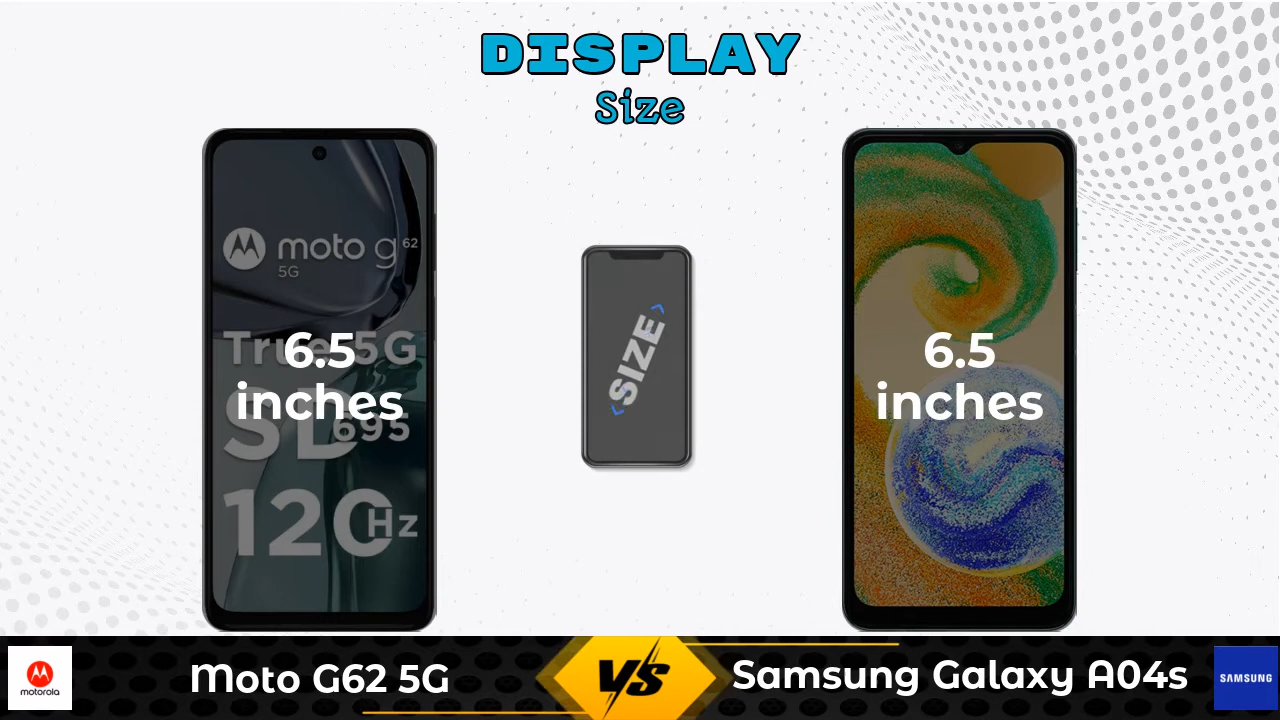 DISPLAY
Size
moto g 62
5G
True 5G
SD 695
120Hz
6.5
inches
SIZE
6.5
inches
motorola
Moto G62 5G
VS
Samsung Galaxy A04s
SAMSUNG